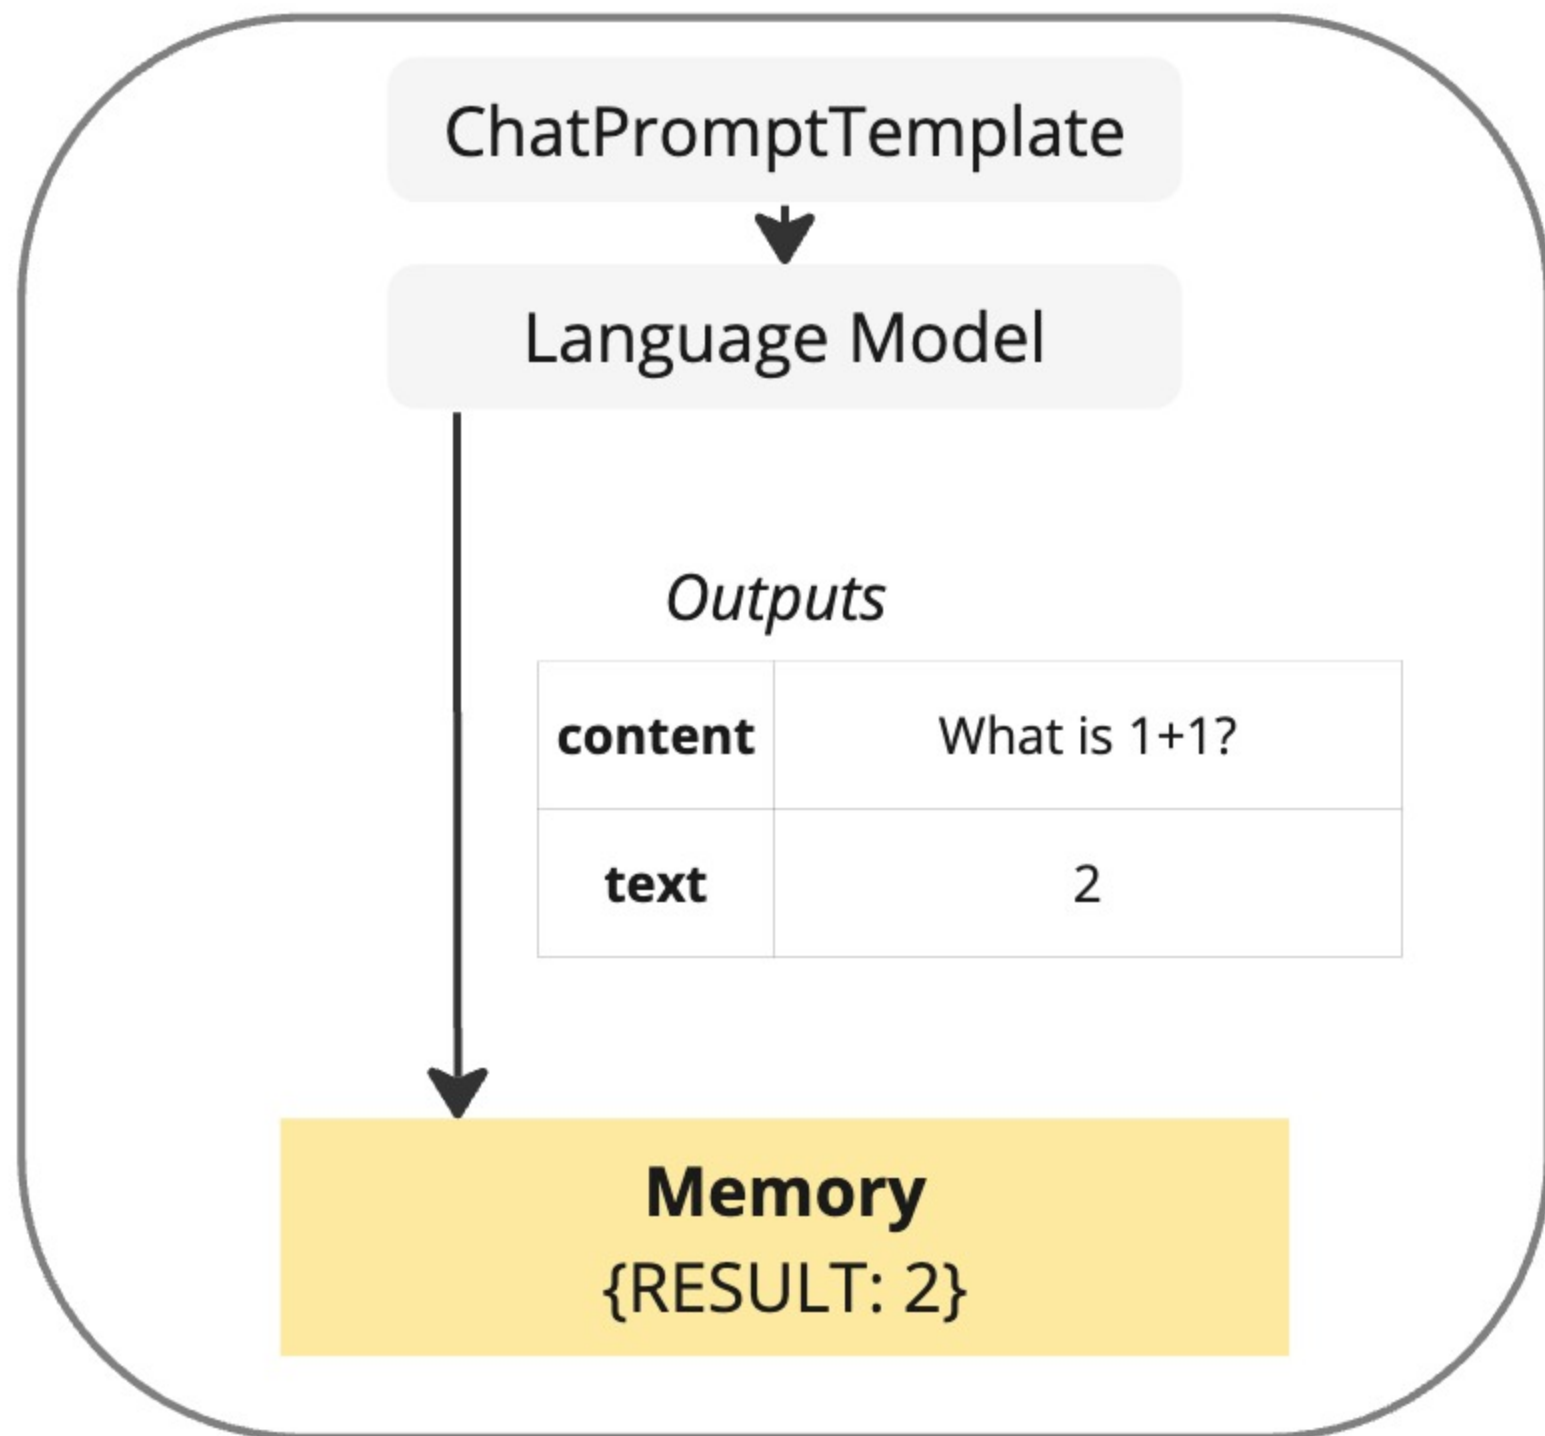 ChatPromptTemplate
Language Model
Outputs
content What is 1+1?
text 2
Memory
{RESULT: 2}